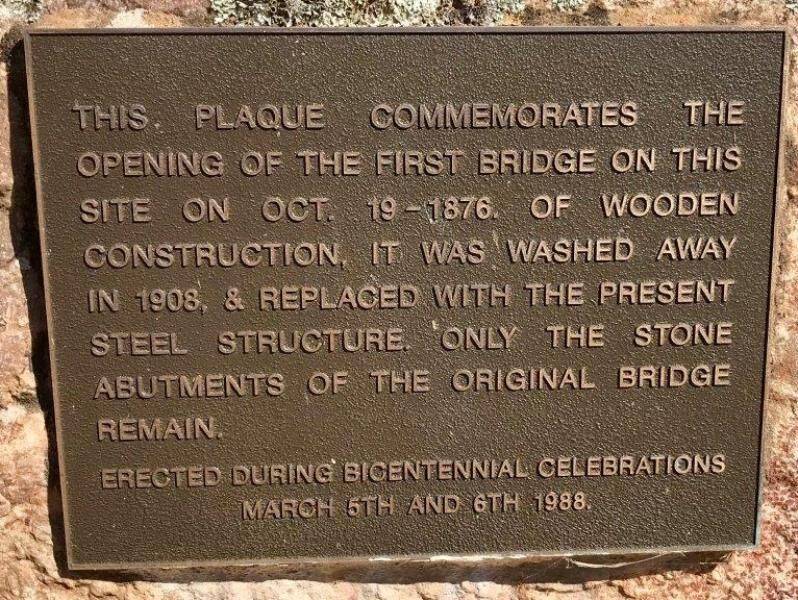 THIS. PLAQUE COMMEMORATES THE
OPENING OF THE FIRST BRIDGE ON THIS
SITE ON OCT. 19-1876. OF WOODEN
CONSTRUCTION, IT WAS WASHED AWAY
IN 1908, & REPLACED WITH THE PRESENT
STEEL STRUCTURE. ONLY THE STONE
ABUTMENTS OF THE ORIGINAL BRIDGE
REMAIN.
ERECTED DURING BICENTENNIAL CELEBRATIONS
MARCH 5TH AND 6TH 1988.